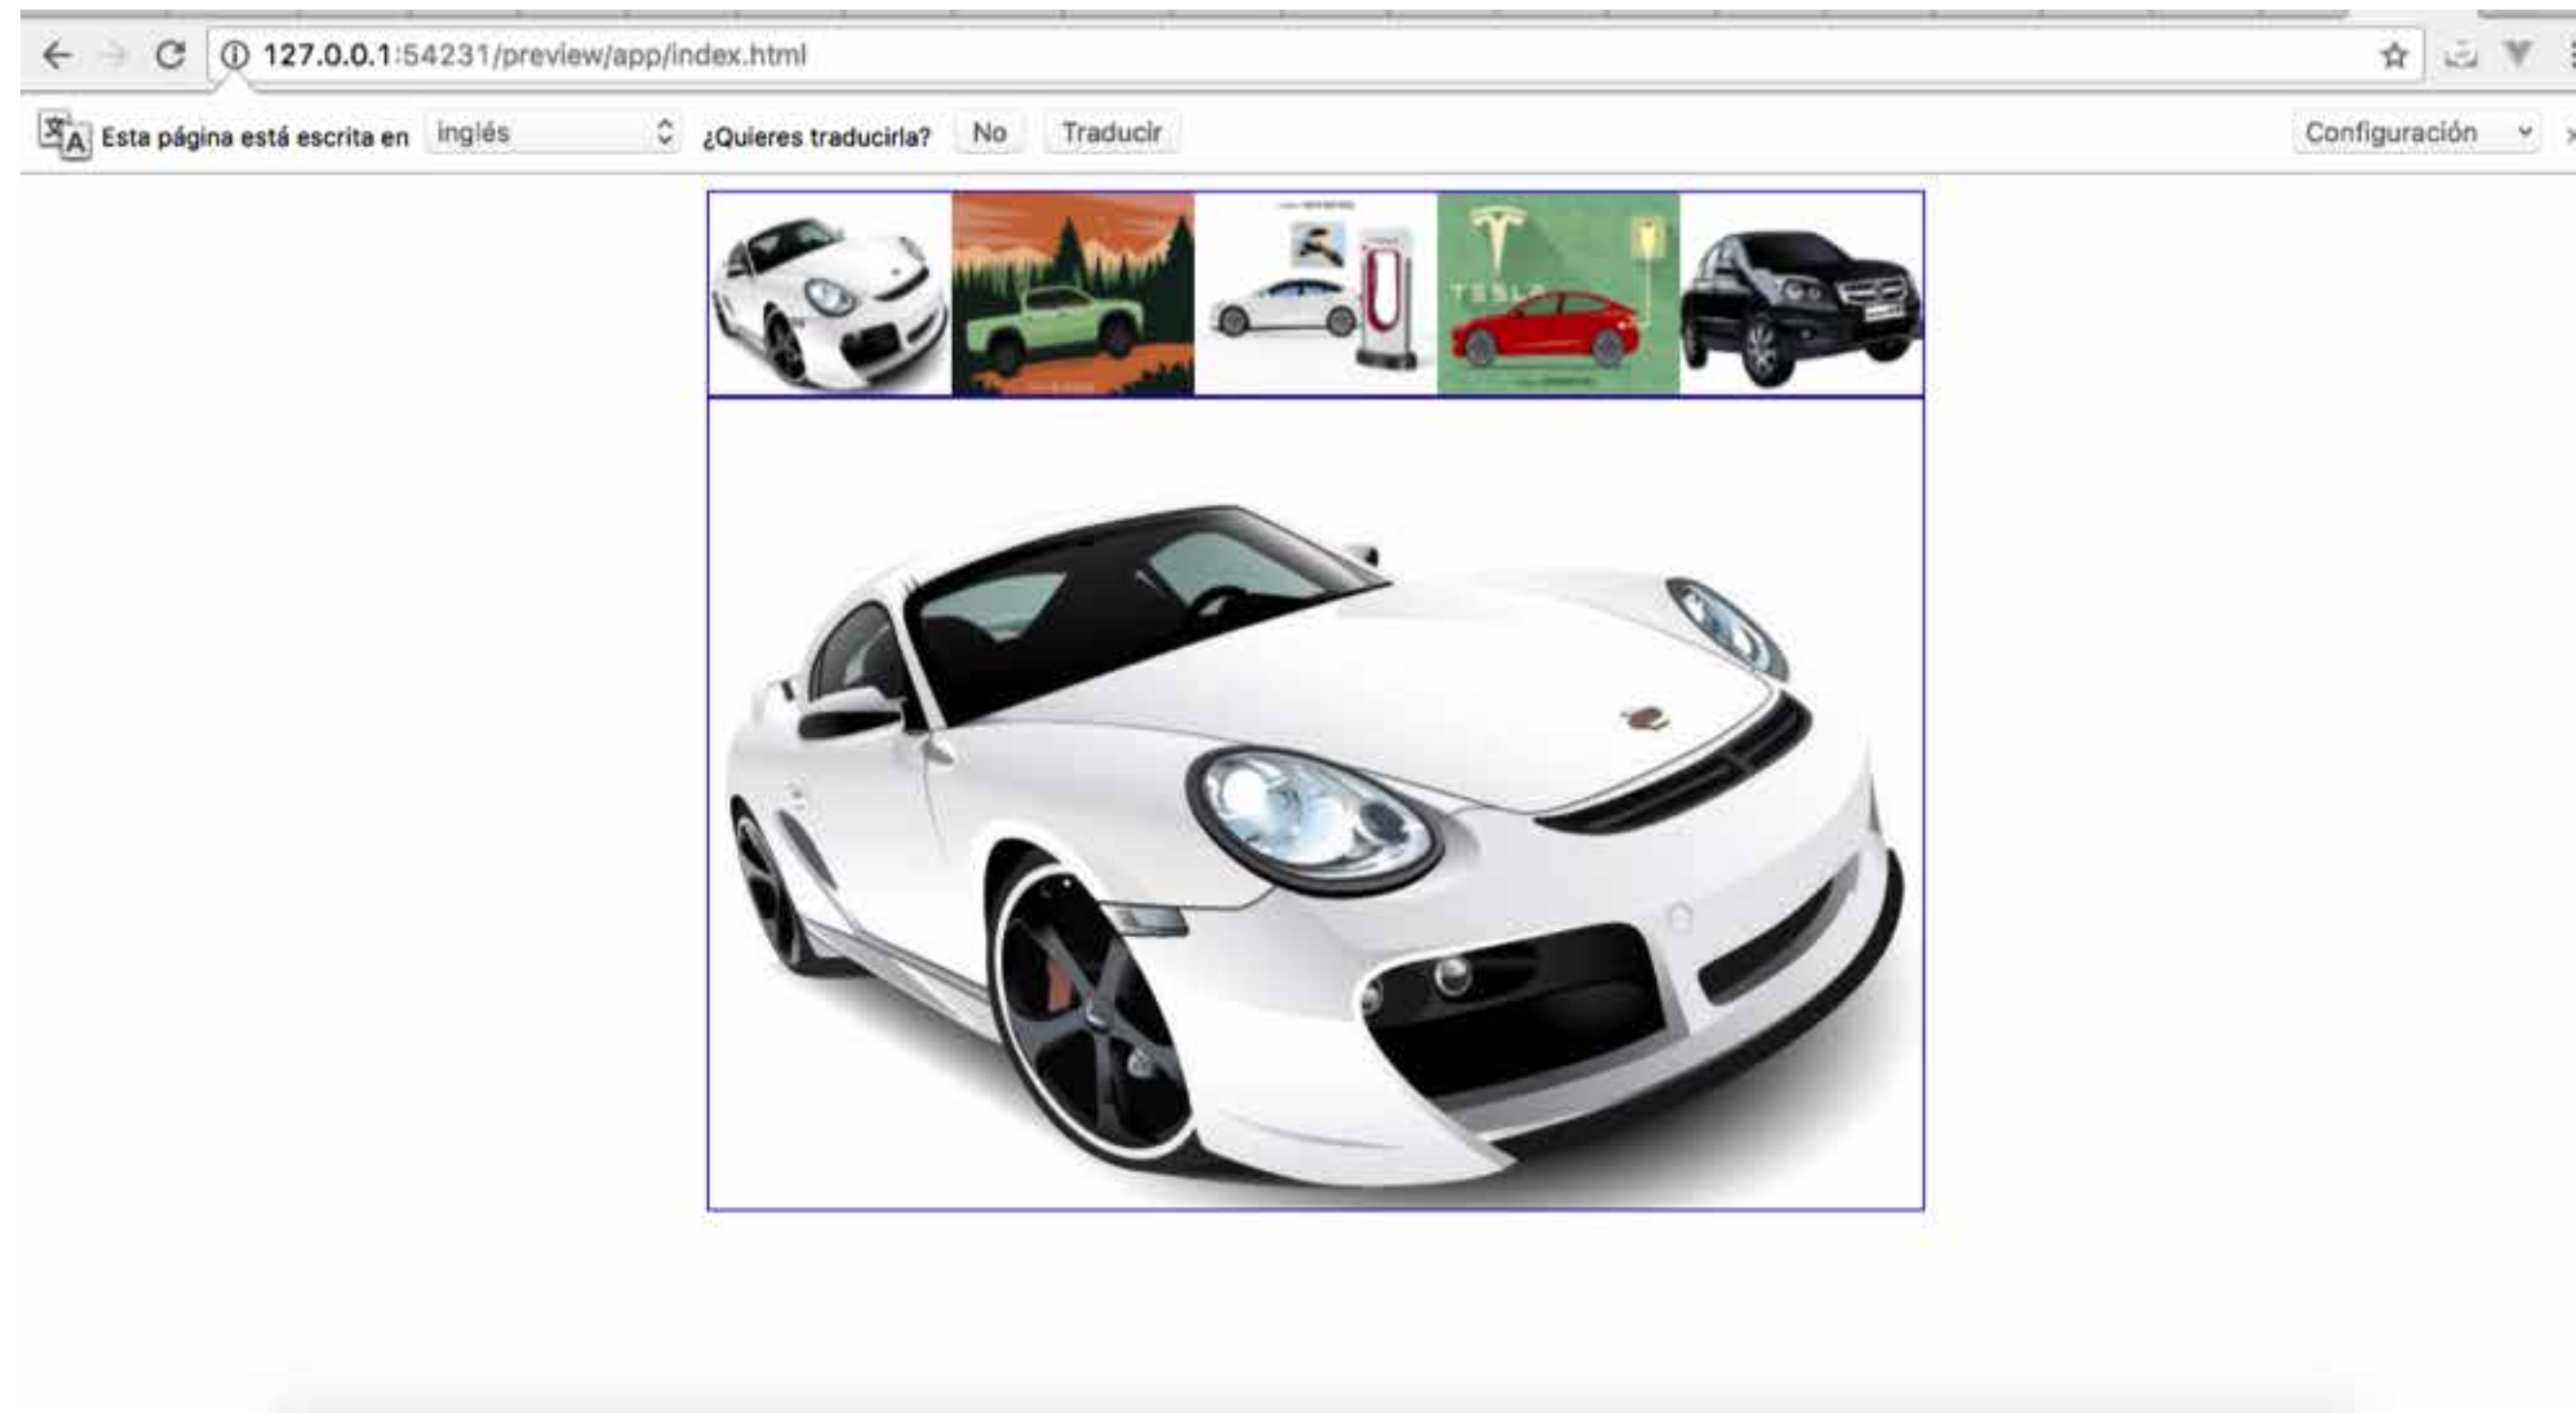 127.0.0.1:54231/preview/app/index.html
Esta página está escrita en inglés ¿Quieres traducirla? No Traducir Configuración
TESLA